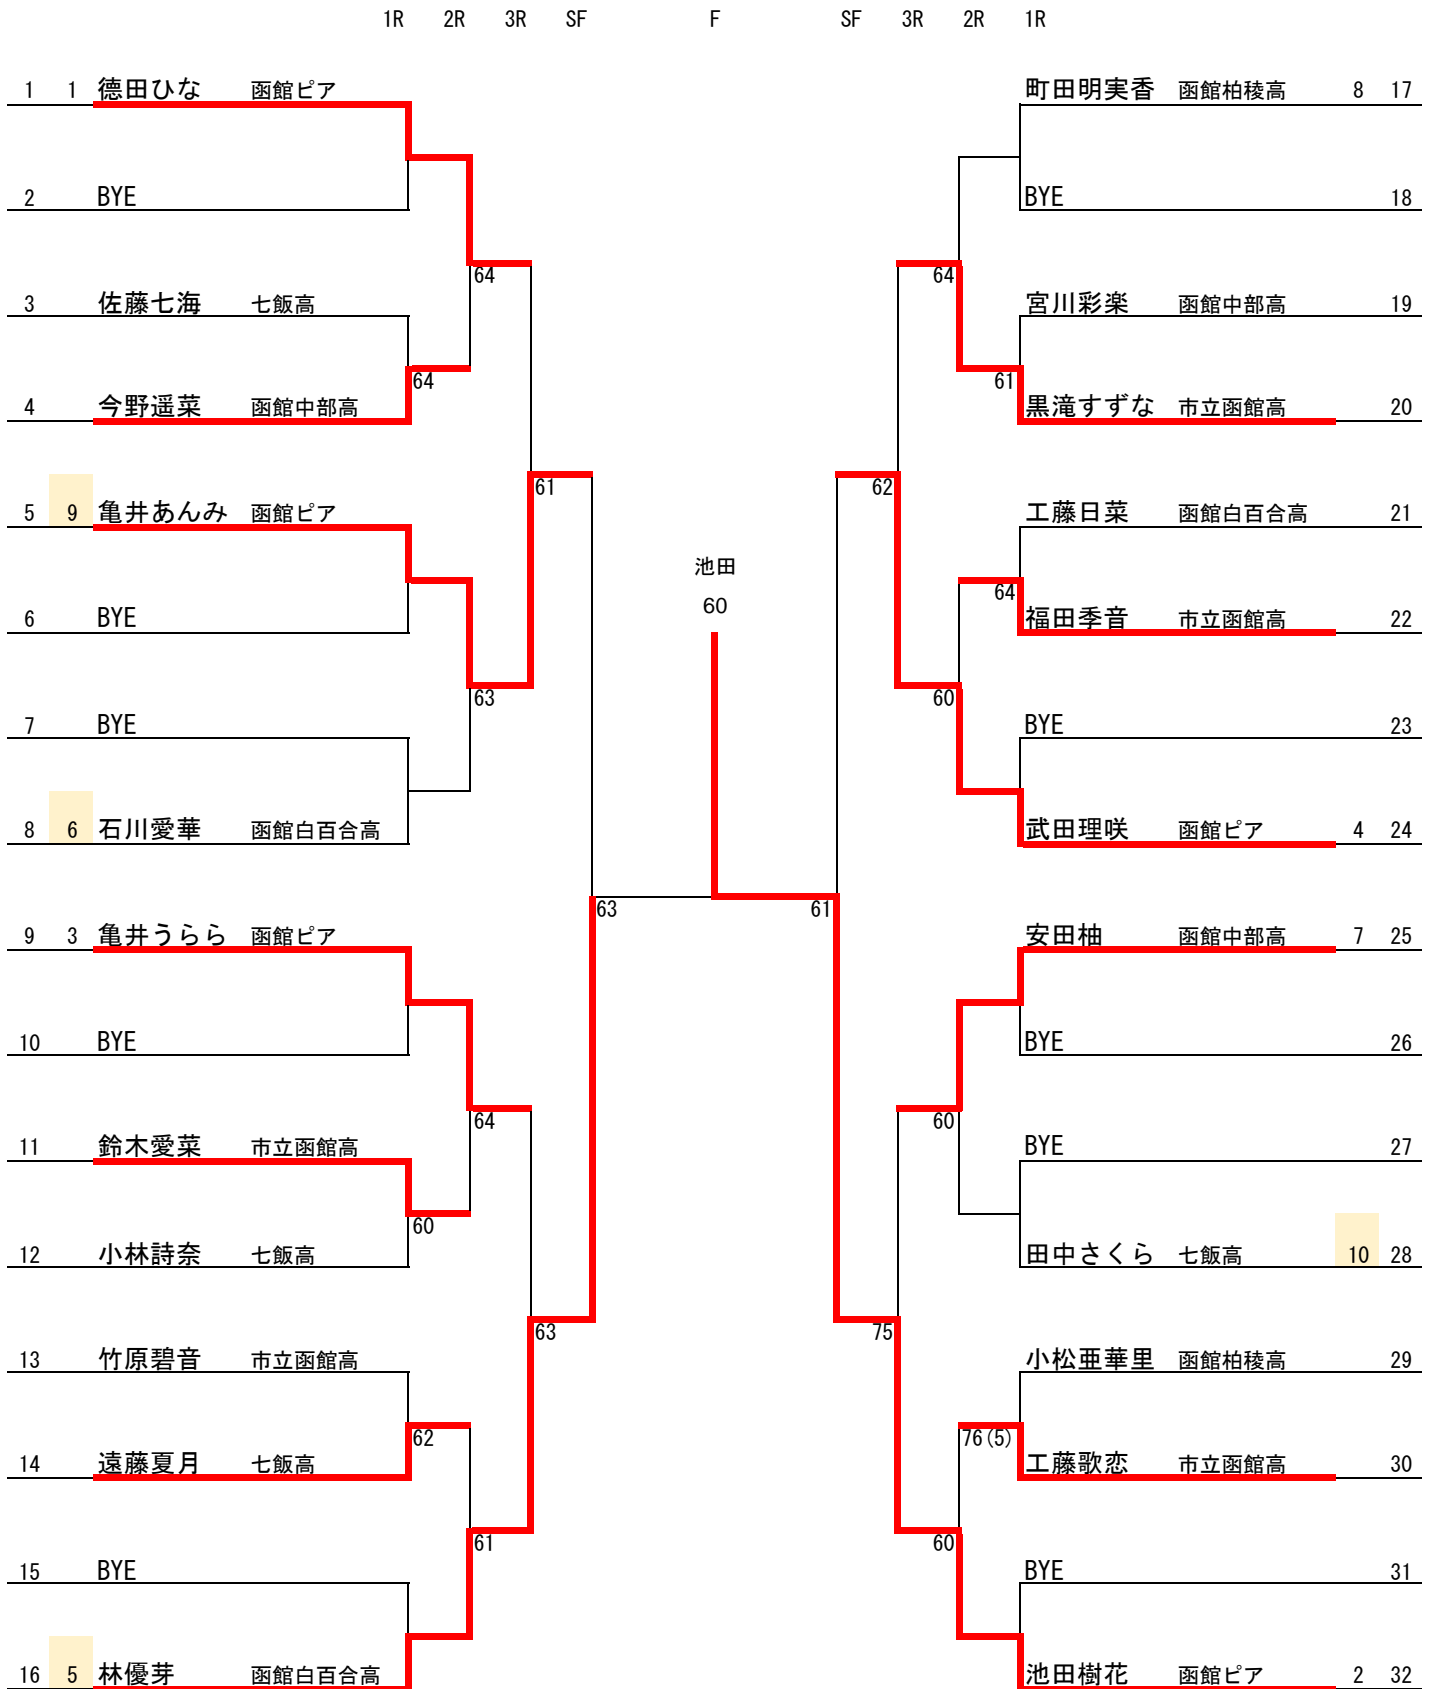 1R 2R 3R SF F SF 3R 2R 1R
1 1 德田ひな 函館ピア
町田明実香 函館柏稜高 8 17
2 BYE
BYE 18
64
64
3 佐藤七海 七飯高
宮川彩楽 函館中部高 19
64
61
4 今野遥菜 函館中部高
黒滝すずな 市立函館高 20
61
62
5 9 亀井あんみ 函館ピア
工藤日菜 函館白百合高 21
池田
60
64
6 BYE
福田季音 市立函館高 22
63
60
7 BYE
BYE 23
8 6 石川愛華 函館白百合高
武田理咲 函館ピア 4 24
63
61
9 3 亀井うらら 函館ピア
安田柚 函館中部高 7 25
10 BYE
BYE 26
64
60
11 鈴木愛菜 市立函館高
BYE 27
60
12 小林詩奈 七飯高
田中さくら 七飯高 10 28
63
75
13 竹原碧音 市立函館高
小松亜華里 函館柏稜高 29
62
76(5)
14 遠藤夏月 七飯高
工藤歌恋 市立函館高 30
61
60
15 BYE
BYE 31
16 5 林優芽 函館白百合高
池田樹花 函館ピア 2 32